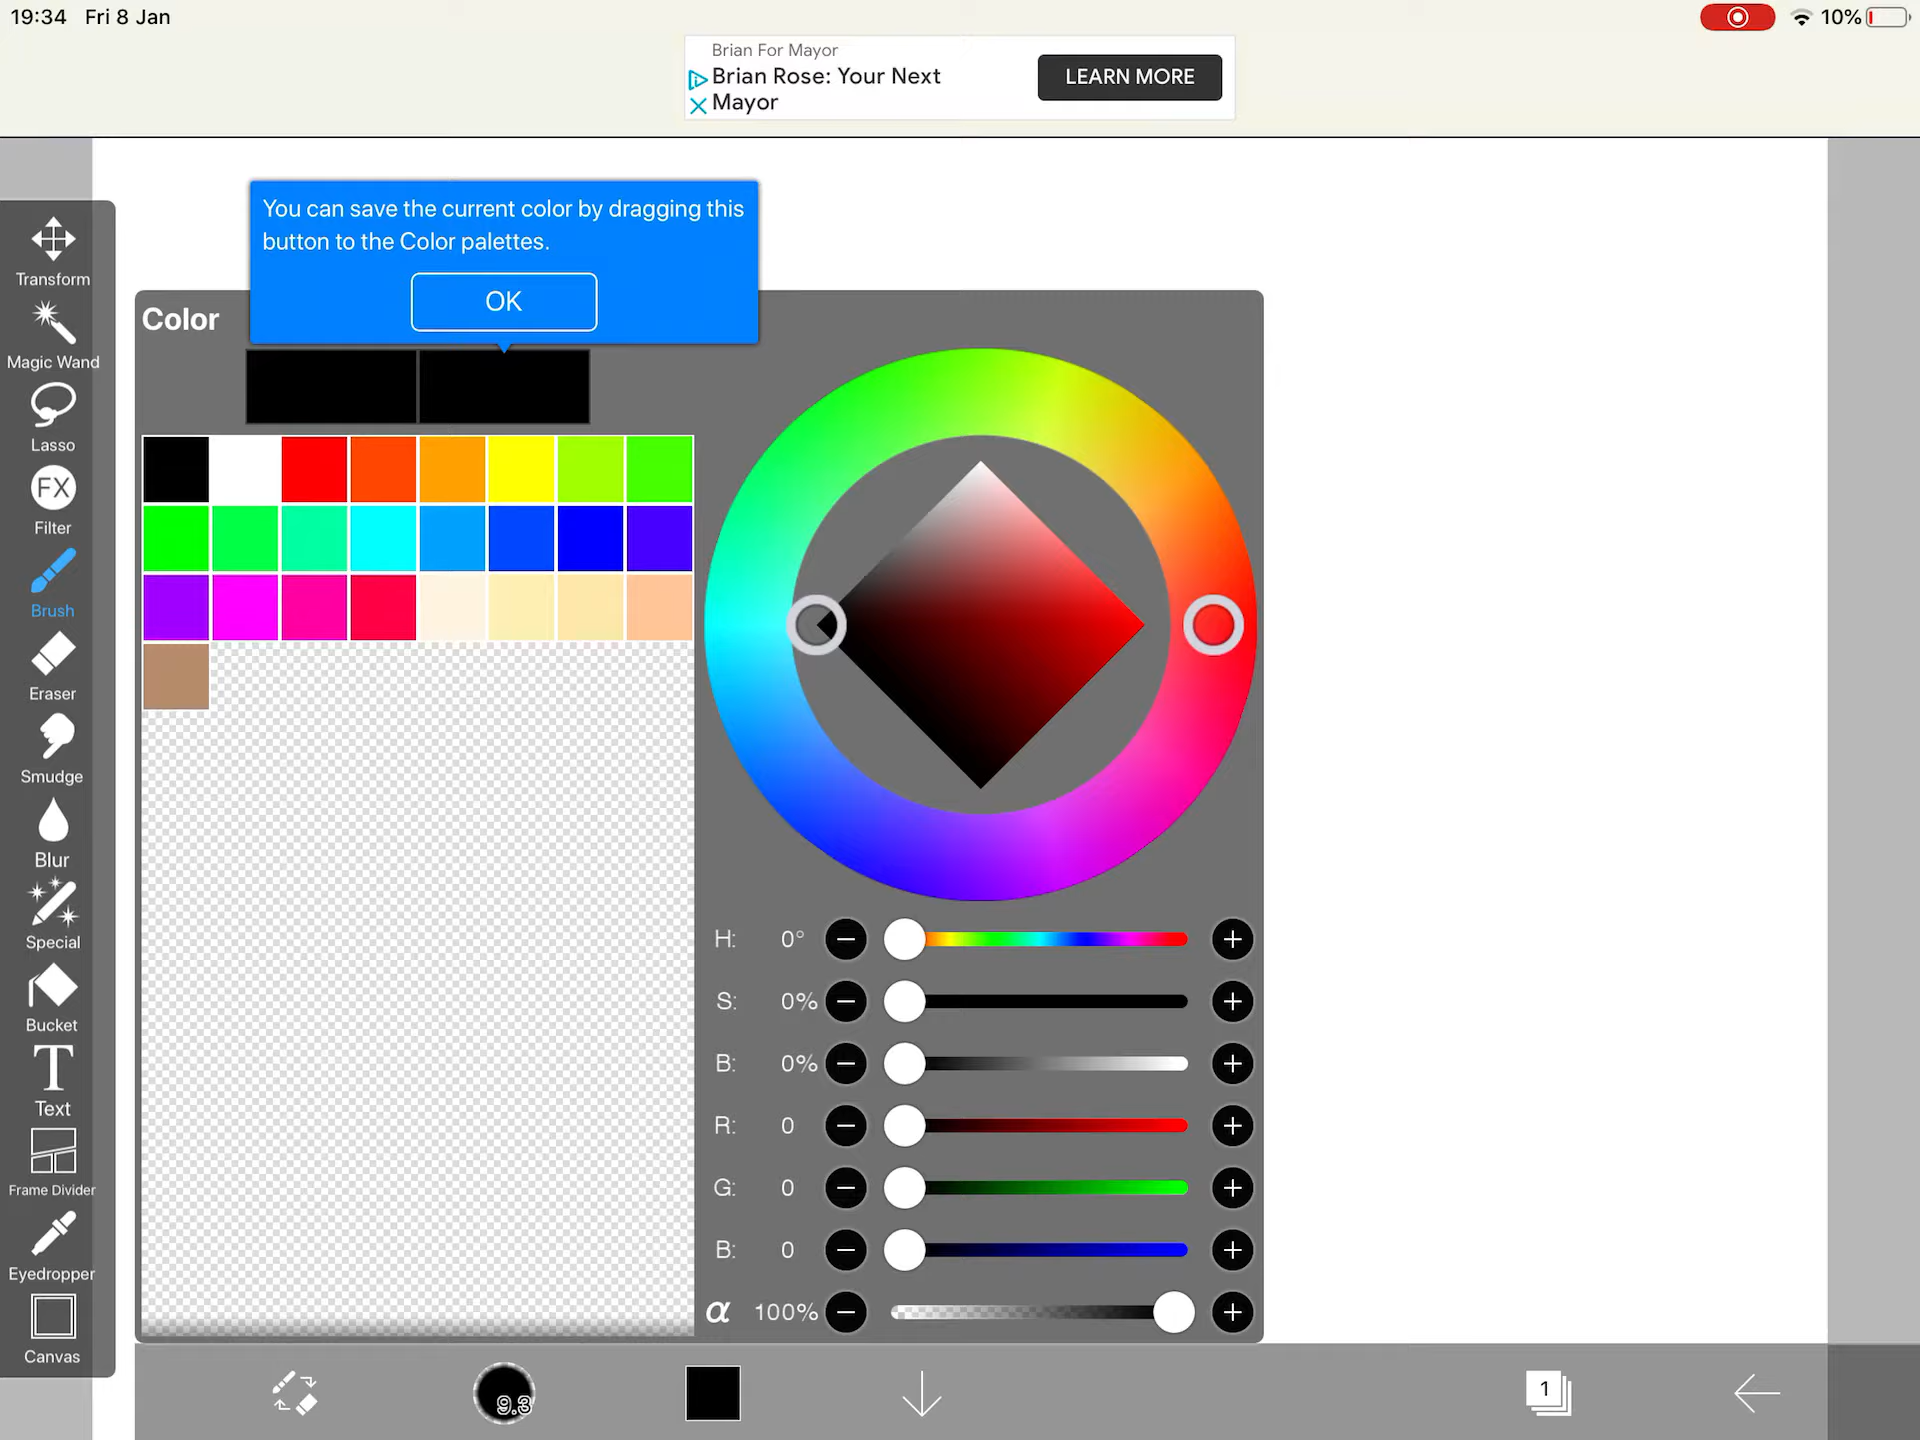 19:34 Fri 8 Jan
10%
Brian For Mayor
Brian Rose: Your Next
Mayor
LEARN MORE
You can save the current color by dragging this
button to the Color palettes.
OK
Color
Transform
Magic Wand
Lasso
FX
Filter
Brush
Eraser
Smudge
Blur
Special
Bucket
T
Text
Frame Divider
Eyedropper
Canvas
H: 0°
S: 0%
B: 0%
R: 0
G: 0
B: 0
α 100%
9.3
1